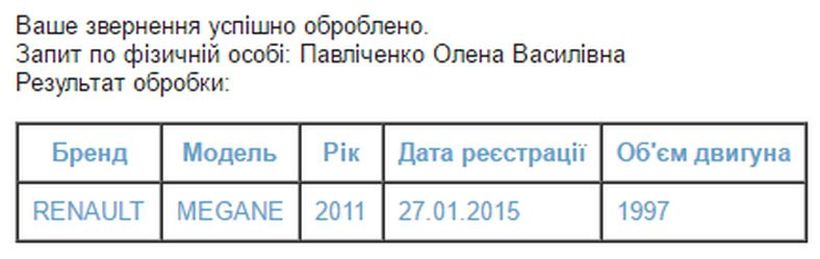 Ваше звернення успішно оброблено.
Запит по фізичній особі: Павліченко Олена Василівна
Результат обробки:
Бренд Модель Рік Дата реєстрації Об'єм двигуна
RENAULT MEGANE 2011 27.01.2015 1997